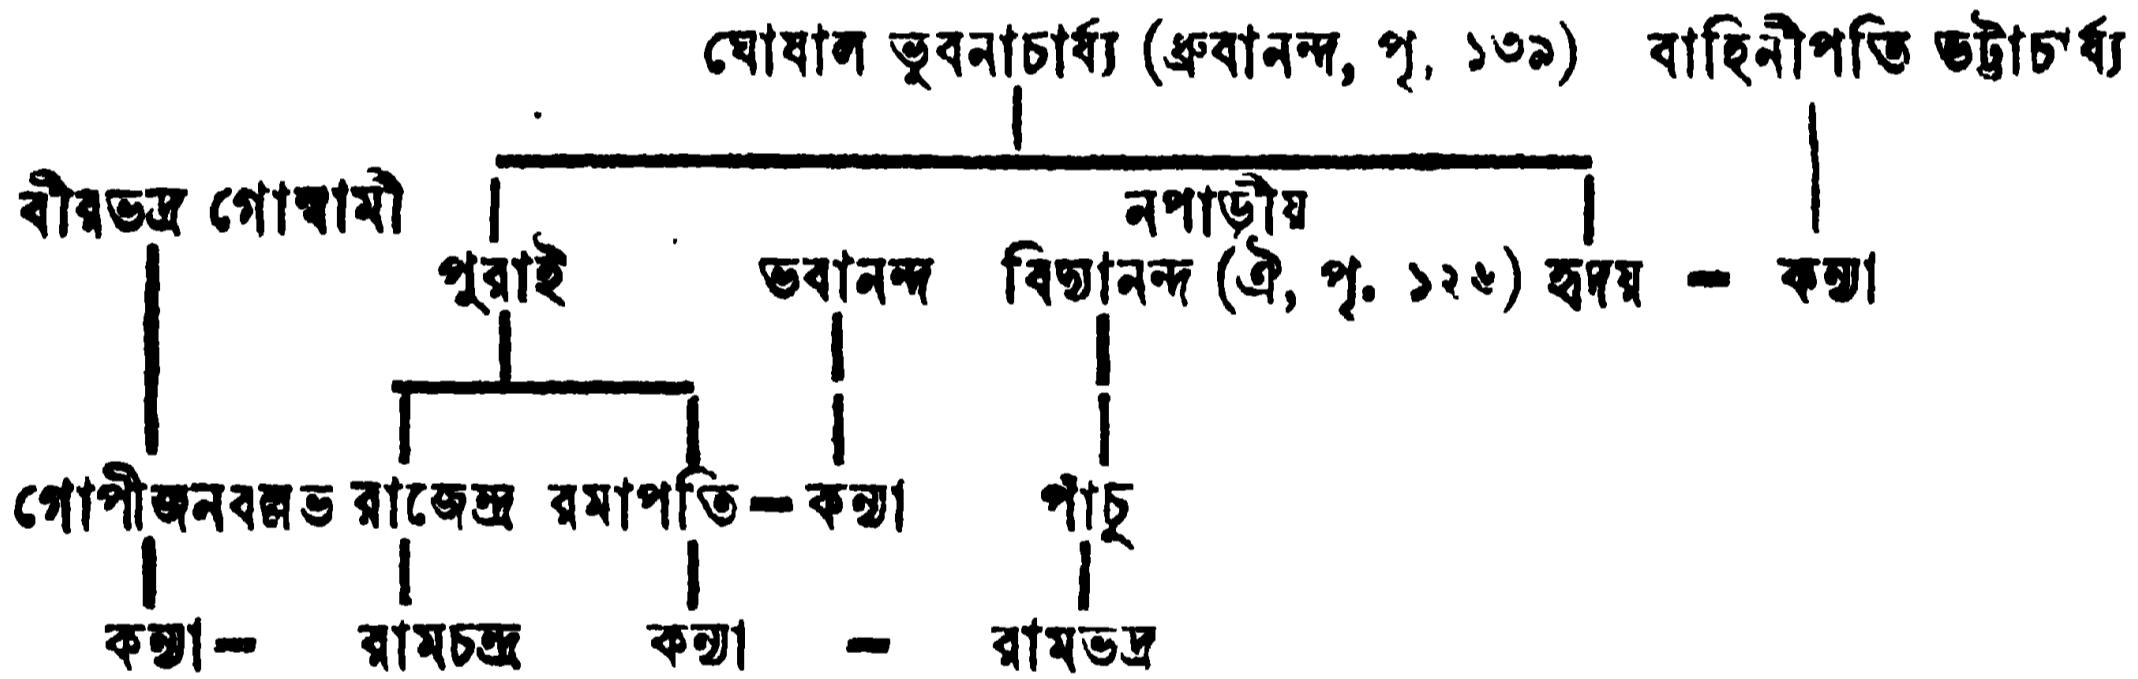 ঘোষাল ভুবনাচার্য্য (ধ্রুবানন্দ, পৃ. ১৩৯) বাহিনীপতি ভট্টাচার্য্য
বীরভদ্র গোস্বামী নপাড়ীয়
পুরাই ভবানন্দ বিদ্যানন্দ (ঐ, পৃ. ১২৬) হৃদয় - কন্যা
গোপীজনবল্লভ রাজেন্দ্র রমাপতি - কন্যা পাঁচু
কন্যা - রামচন্দ্র কন্যা - রামভদ্র